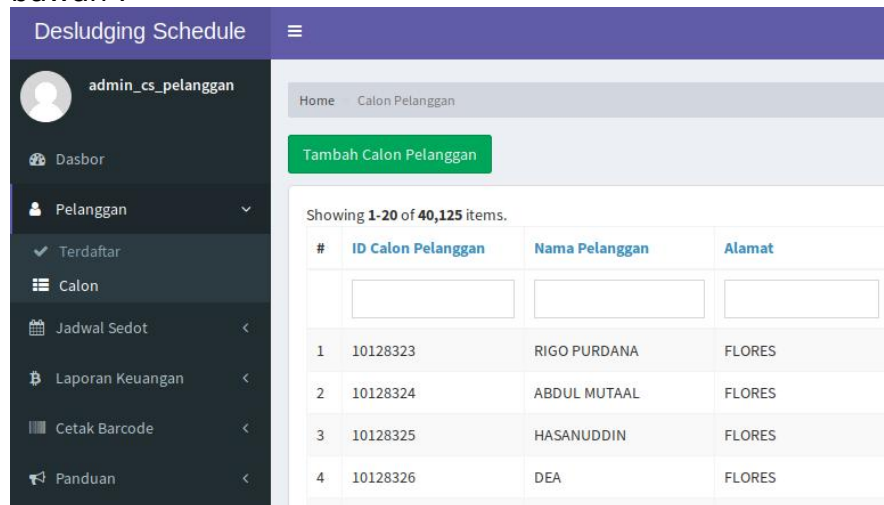 Desludging Schedule
admin_cs_pelanggan
Home Calon Pelanggan
Dasbor
Tambah Calon Pelanggan
Pelanggan
Terdaftar
Calon
Jadwal Sedot
Laporan Keuangan
Cetak Barcode
Panduan
Showing 1-20 of 40,125 items.
# ID Calon Pelanggan Nama Pelanggan Alamat
1 10128323 RIGO PURDANA FLORES
2 10128324 ABDUL MUTAAL FLORES
3 10128325 HASANUDDIN FLORES
4 10128326 DEA FLORES